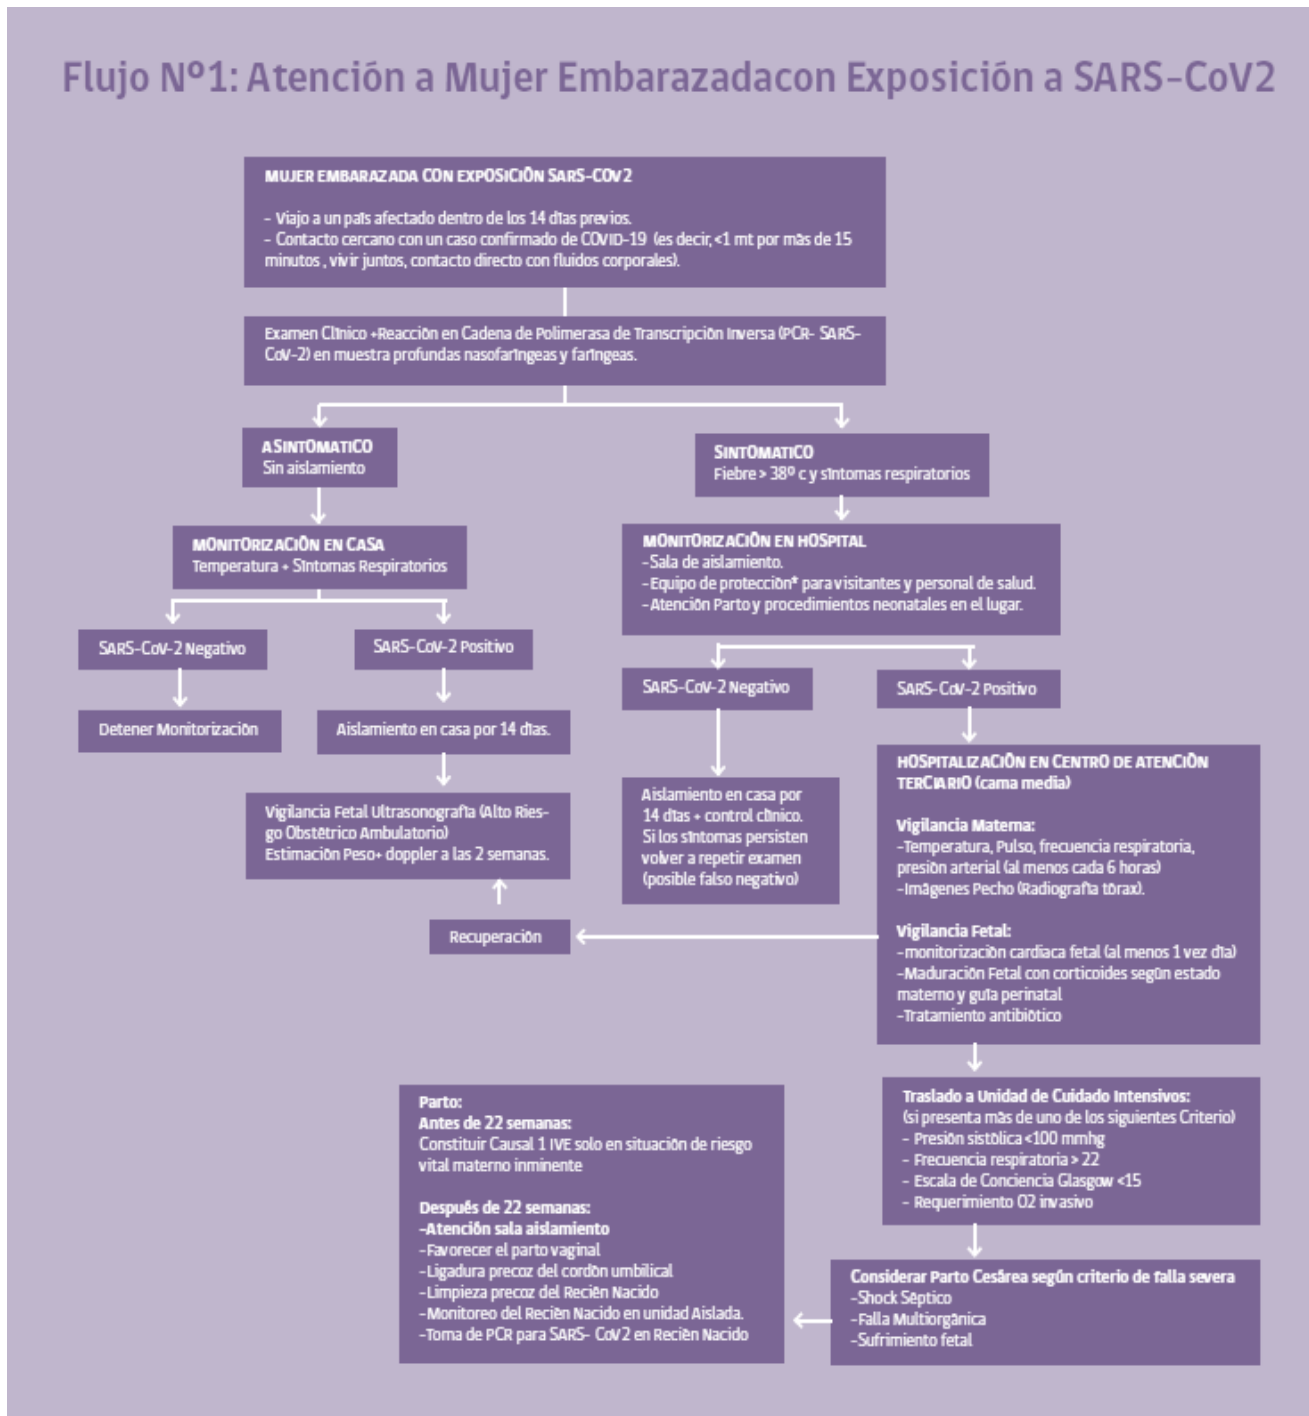 Flujo Nº1: Atención a Mujer Embarazadacon Exposición a SARS-CoV2
MUJER EMBARAZADA CON EXPOSICIÓN SARS-COV2
- Viajo a un país afectado dentro de los 14 días previos.
- Contacto cercano con un caso confirmado de COVID-19 (es decir, <1 mt por más de 15
minutos , vivir juntos, contacto directo con fluidos corporales).
Examen Clínico +Reacción en Cadena de Polimerasa de Transcripción Inversa (PCR- SARS-
CoV-2) en muestra profundas nasofaríngeas y faríngeas.
ASINTOMATICO
Sin aislamiento
SINTOMATICO
Fiebre > 38º c y síntomas respiratorios
MONITORIZACIÓN EN CASA
Temperatura + Síntomas Respiratorios
MONITORIZACIÓN EN HOSPITAL
-Sala de aislamiento.
-Equipo de protección* para visitantes y personal de salud.
-Atención Parto y procedimientos neonatales en el lugar.
SARS-CoV-2 Negativo
SARS-CoV-2 Positivo
SARS-CoV-2 Negativo
SARS-CoV-2 Positivo
Detener Monitorización
Aislamiento en casa por 14 días.
Vigilancia Fetal Ultrasonografía (Alto Ries-
go Obstétrico Ambulatorio)
Estimación Peso+ doppler a las 2 semanas.
Aislamiento en casa por
14 días + control clínico.
Si los síntomas persisten
volver a repetir examen
(posible falso negativo)
HOSPITALIZACIÓN EN CENTRO DE ATENCIÓN
TERCIARIO (cama media)
Vigilancia Materna:
-Temperatura, Pulso, frecuencia respiratoria,
presión arterial (al menos cada 6 horas)
-Imágenes Pecho (Radiografía tórax).
Vigilancia Fetal:
-monitorización cardiaca fetal (al menos 1 vez día)
-Maduración Fetal con corticoides según estado
materno y guía perinatal
-Tratamiento antibiótico
Recuperación
Traslado a Unidad de Cuidado Intensivos:
(si presenta más de uno de los siguientes Criterio)
- Presión sistólica <100 mmhg
- Frecuencia respiratoria > 22
- Escala de Conciencia Glasgow <15
- Requerimiento O2 invasivo
Parto:
Antes de 22 semanas:
Constituir Causal 1 IVE solo en situación de riesgo
vital materno inminente
Después de 22 semanas:
-Atención sala aislamiento
-Favorecer el parto vaginal
-Ligadura precoz del cordón umbilical
-Limpieza precoz del Recién Nacido
-Monitoreo del Recién Nacido en unidad Aislada.
-Toma de PCR para SARS- CoV2 en Recién Nacido
Considerar Parto Cesárea según criterio de falla severa
-Shock Séptico
-Falla Multiorgánica
-Sufrimiento fetal